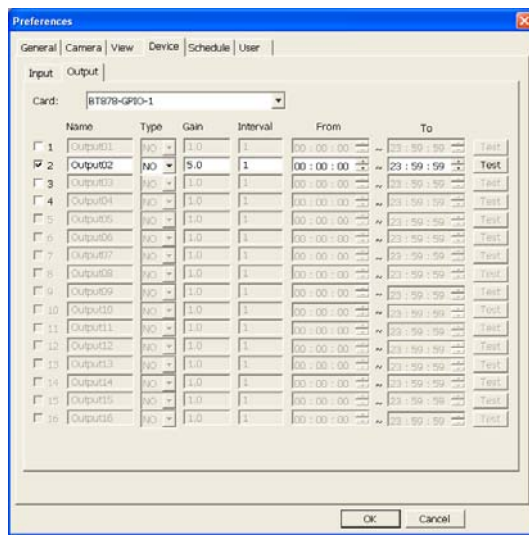 Preferences
General Camera View Device Schedule User
Input Output
Card: BT878-GPIO-1
Name Type Gain Interval From To
1 Output01 NO 1.0 1 00 : 00 : 00 ~ 23 : 59 : 59 Test
2 Output02 NO 5.0 1 00 : 00 : 00 ~ 23 : 59 : 59 Test
3 Output03 NO 1.0 1 00 : 00 : 00 ~ 23 : 59 : 59 Test
4 Output04 NO 1.0 1 00 : 00 : 00 ~ 23 : 59 : 59 Test
5 Output05 NO 1.0 1 00 : 00 : 00 ~ 23 : 59 : 59 Test
6 Output06 NO 1.0 1 00 : 00 : 00 ~ 23 : 59 : 59 Test
7 Output07 NO 1.0 1 00 : 00 : 00 ~ 23 : 59 : 59 Test
8 Output08 NO 1.0 1 00 : 00 : 00 ~ 23 : 59 : 59 Test
9 Output09 NO 1.0 1 00 : 00 : 00 ~ 23 : 59 : 59 Test
10 Output10 NO 1.0 1 00 : 00 : 00 ~ 23 : 59 : 59 Test
11 Output11 NO 1.0 1 00 : 00 : 00 ~ 23 : 59 : 59 Test
12 Output12 NO 1.0 1 00 : 00 : 00 ~ 23 : 59 : 59 Test
13 Output13 NO 1.0 1 00 : 00 : 00 ~ 23 : 59 : 59 Test
14 Output14 NO 1.0 1 00 : 00 : 00 ~ 23 : 59 : 59 Test
15 Output15 NO 1.0 1 00 : 00 : 00 ~ 23 : 59 : 59 Test
16 Output16 NO 1.0 1 00 : 00 : 00 ~ 23 : 59 : 59 Test
OK Cancel